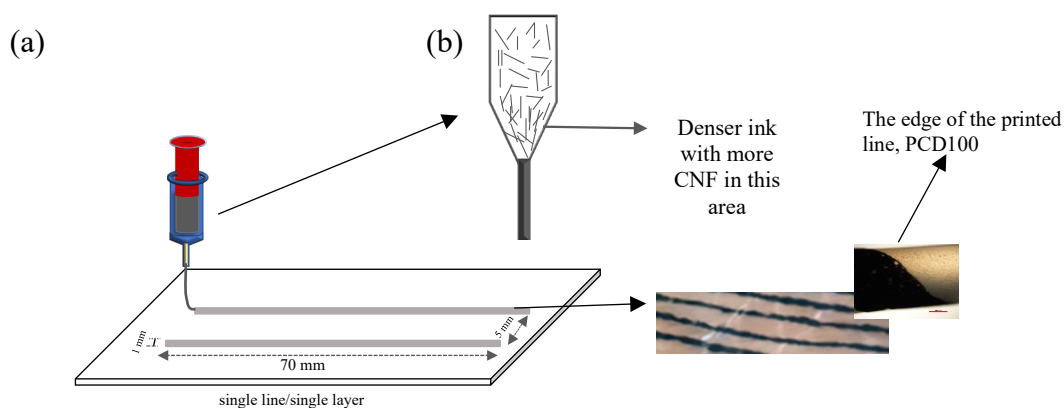 (a)
(b)
The edge of the printed
line, PCD100
Denser ink
with more
CNF in this
area
1 mm
5 mm
70 mm
single line/single layer